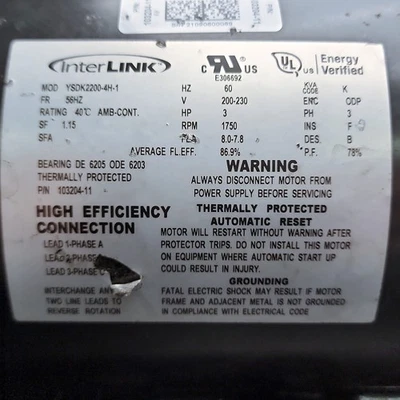 InterLINK
c RU US
E306692
UL US
Energy Verified
MOD YSDK2200-4H-1 HZ 60 KVA CODE K
FR 56HZ V 200-230 ENC ODP
RATING 40°C AMB-CONT. HP 3 PH 3
SF 1.15 RPM 1750 INS F
SFA FLA 8.0-7.8 DES. B
AVERAGE FL.EFF. 86.9% P.F. 78%
BEARING DE 6205 ODE 6203
THERMALLY PROTECTED
P/N 103204-11
HIGH EFFICIENCY
CONNECTION
LEAD 1-PHASE A
LEAD 2-PHASE
LEAD 3-PHASE C
INTERCHANGE ANY
TWO LINE LEADS TO
REVERSE ROTATION
WARNING
ALWAYS DISCONNECT MOTOR FROM
POWER SUPPLY BEFORE SERVICING
THERMALLY PROTECTED
AUTOMATIC RESET
MOTOR WILL RESTART WITHOUT WARNING AFTER
PROTECTOR TRIPS. DO NOT INSTALL THIS MOTOR
ON EQUIPMENT WHERE AUTOMATIC START UP
COULD RESULT IN INJURY.
GROUNDING
FATAL ELECTRIC SHOCK MAY RESULT IF MOTOR
FRAME AND ADJACENT METAL IS NOT GROUNDED
IN COMPLIANCE WITH ELECTRICAL CODE